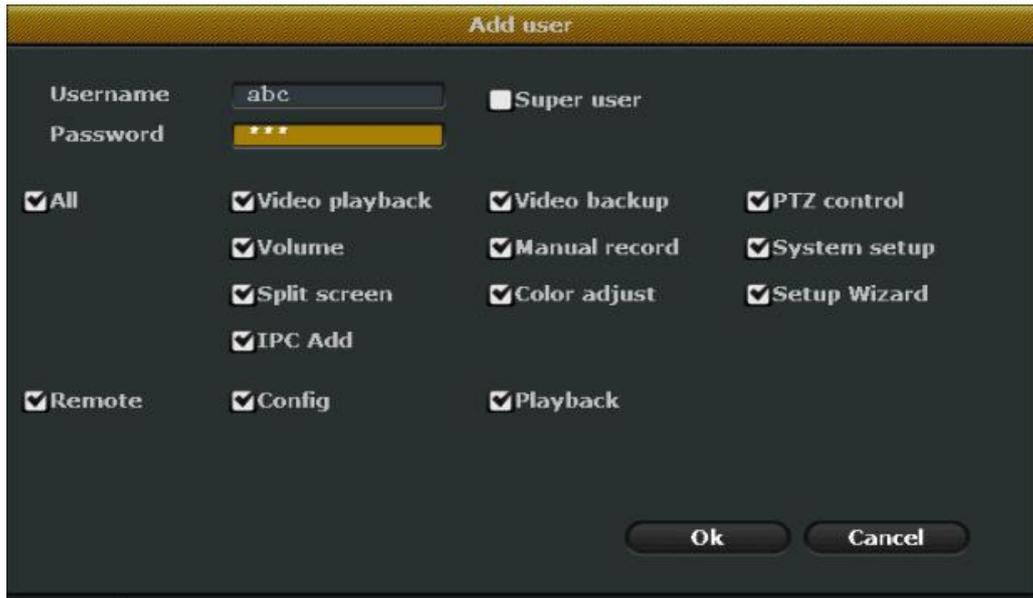 Add user
Username abc Super user
Password ***
All Video playback Video backup PTZ control
Volume Manual record System setup
Split screen Color adjust Setup Wizard
IPC Add
Remote Config Playback
Ok Cancel